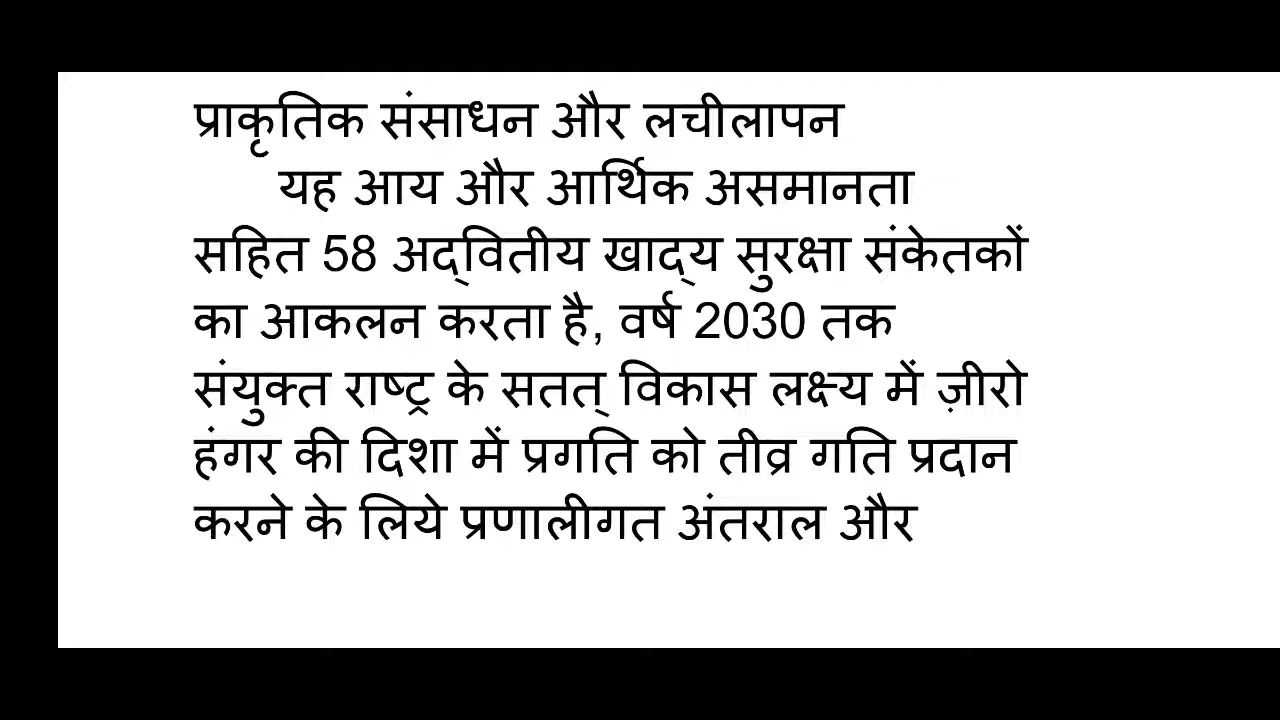 प्राकृतिक संसाधन और लचीलापन
यह आय और आर्थिक असमानता
सहित 58 अद्वितीय खाद्य सुरक्षा संकेतकों
का आकलन करता है, वर्ष 2030 तक
संयुक्त राष्ट्र के सतत् विकास लक्ष्य में ज़ीरो
हंगर की दिशा में प्रगति को तीव्र गति प्रदान
करने के लिये प्रणालीगत अंतराल और